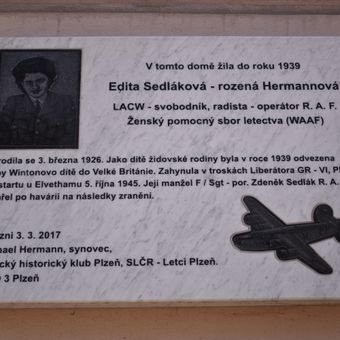 V tomto domě žila do roku 1939
Edita Sedláková - rozená Hermannová
LACW - svobodník, radista - operátor R. A. F.
Ženský pomocný sbor letectva (WAAF)
rodila se 3. března 1926. Jako dítě židovské rodiny byla v roce 1939 odvezena
by Wintonovo dítě do Velké Británie. Zahynula v troskách Liberátora GR - VI, P
startu u Elvethamu 5. října 1945. Její manžel F / Sgt - por. Zdeněk Sedlák R. A.
řel po havárii na následky zranění.
zni 3. 3. 2017
ael Hermann, synovec,
cký historický klub Plzeň, SLČR - Letci Plzeň.
3 Plzeň